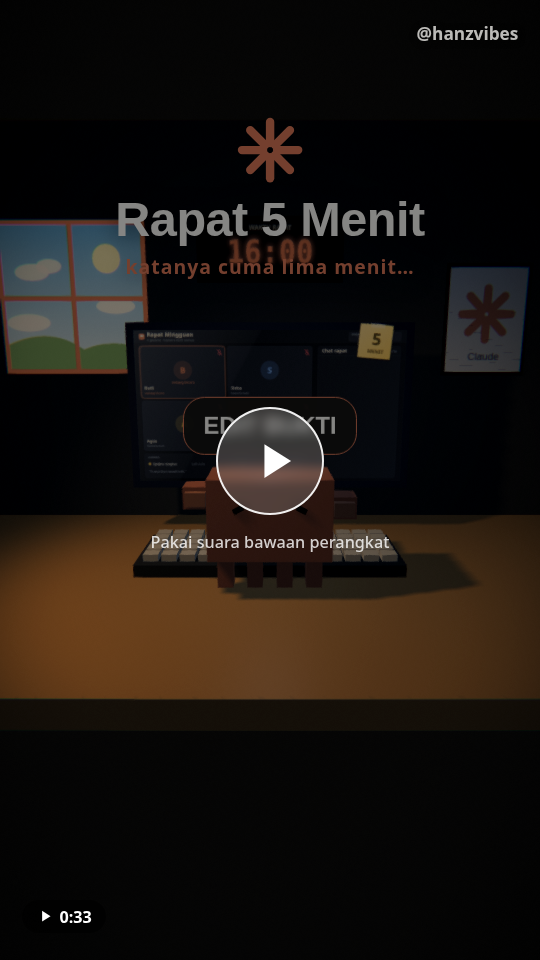 @hanzvibes
Rapat 5 Menit
16:00
katanya cuma lima menit...
Rapat Mingguan
Chat rapat
5
MENIT
Claude
Pakai suara bawaan perangkat
0:33